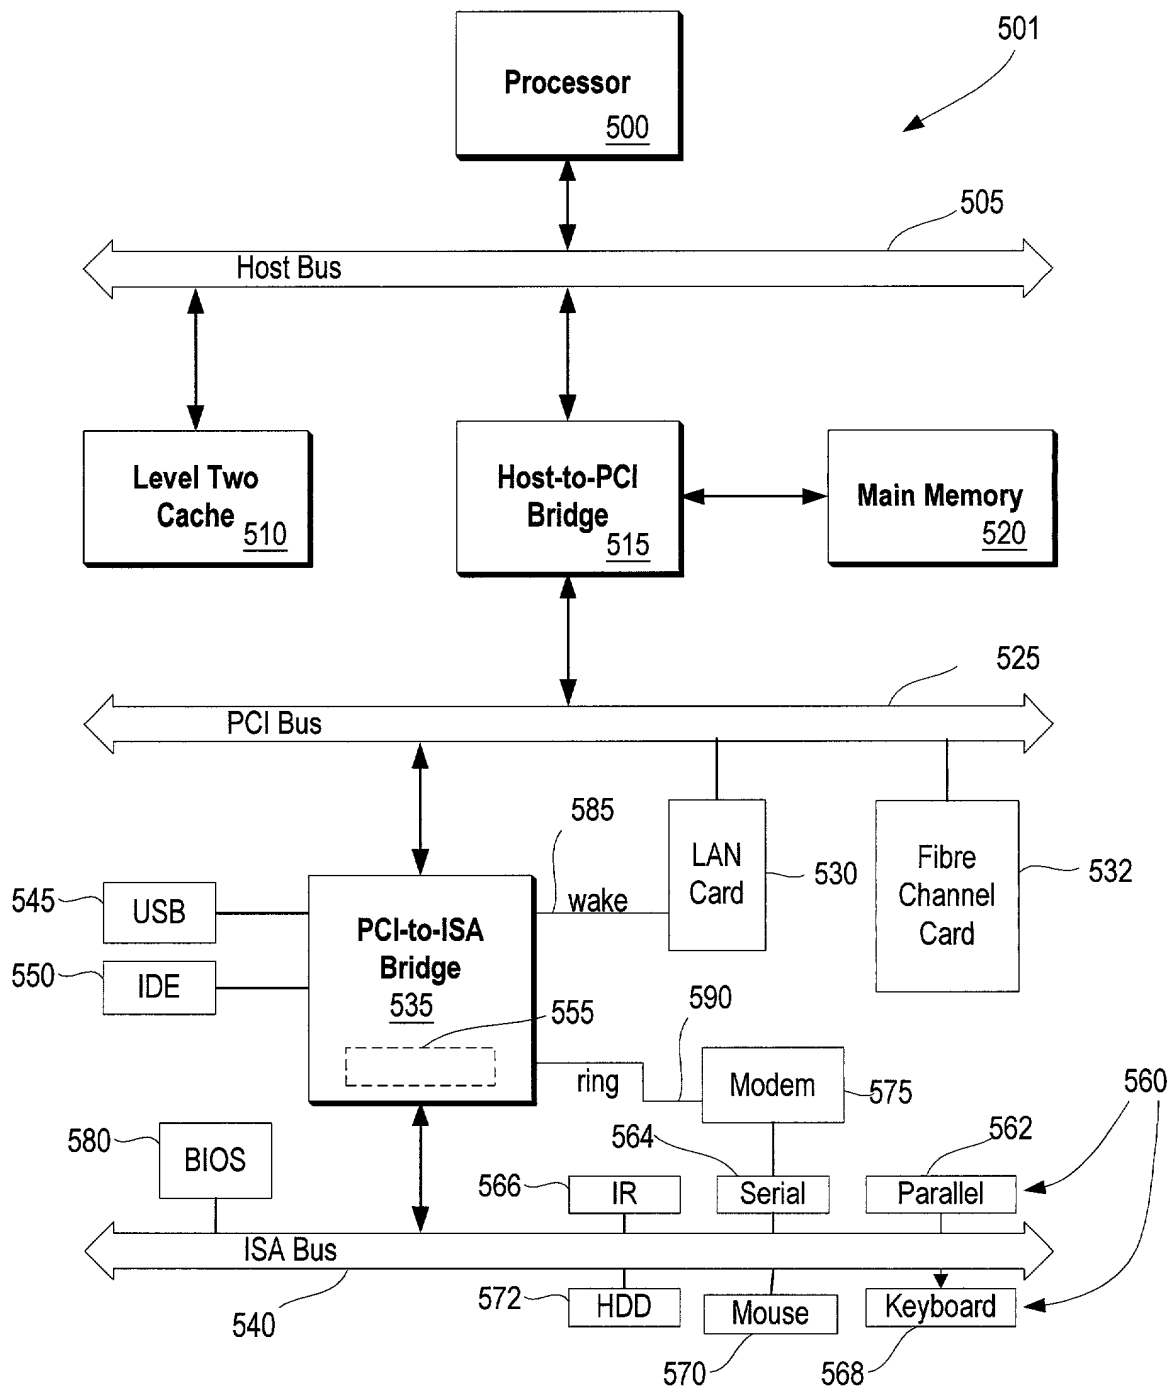 501
Processor
500
505
Host Bus
Level Two
Cache
510
Host-to-PCI
Bridge
515
Main Memory
520
525
PCI Bus
585
LAN
Card
530
Fibre
Channel
Card
532
545
USB
wake
PCI-to-ISA
Bridge
535
550
IDE
555
590
ring
Modem
575
560
580
BIOS
564
562
566
IR
Serial
Parallel
ISA Bus
540
572
HDD
Mouse
Keyboard
570
568